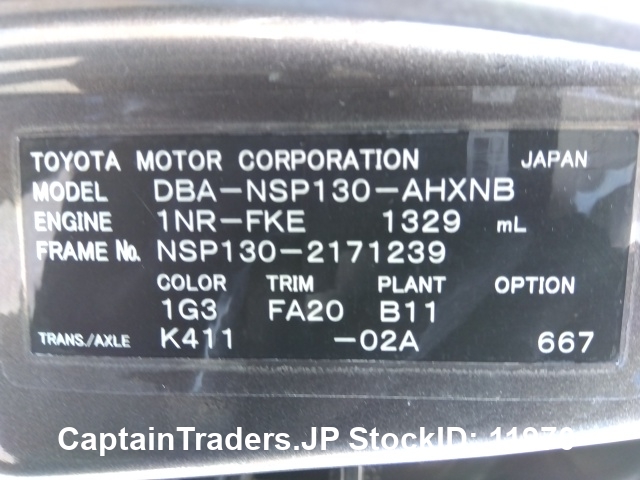 TOYOTA MOTOR CORPORATION JAPAN
MODEL DBA-NSP130-AHXNB
ENGINE 1NR-FKE 1329 mL
FRAME No. NSP130-2171239
COLOR TRIM PLANT OPTION
1G3 FA20 B11
TRANS./AXLE K411 -02A 667
CaptainTraders.JP StockID: